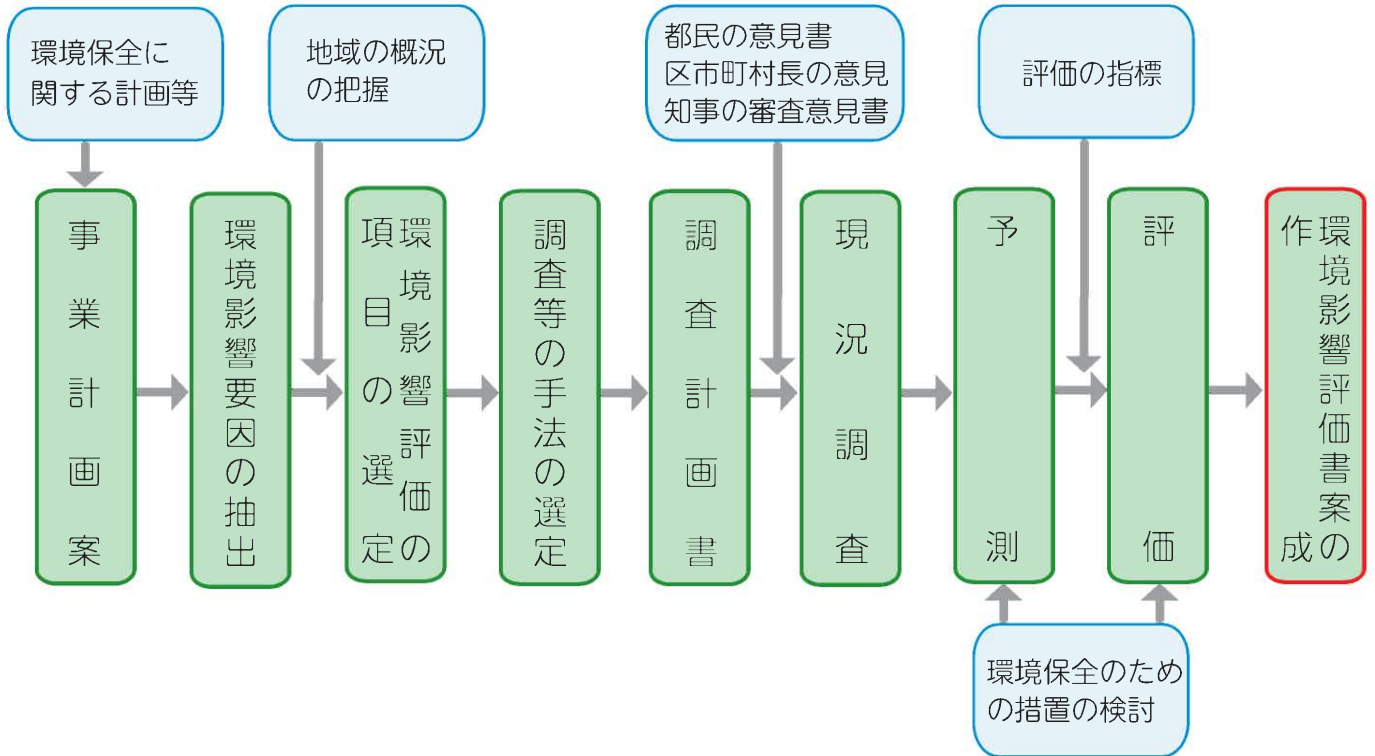 環境保全に
関する計画等
地域の概況
の把握
都民の意見書
区市町村長の意見
知事の審査意見書
評価の指標
事業計画案
環境影響要因の抽出
環境影響評価の
項目の選定
調査等の手法の選定
調査計画書
現況調査
予測
評価
環境影響評価書案の
作成
環境保全のため
の措置の検討